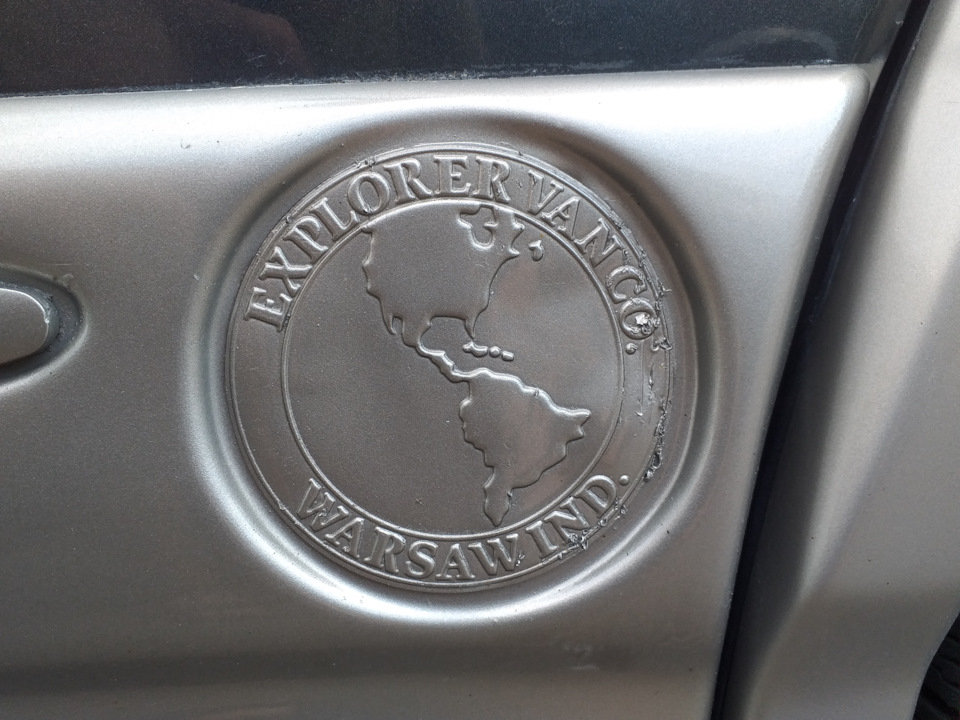 EXPLORER VAN CO.
WARSAW IND.